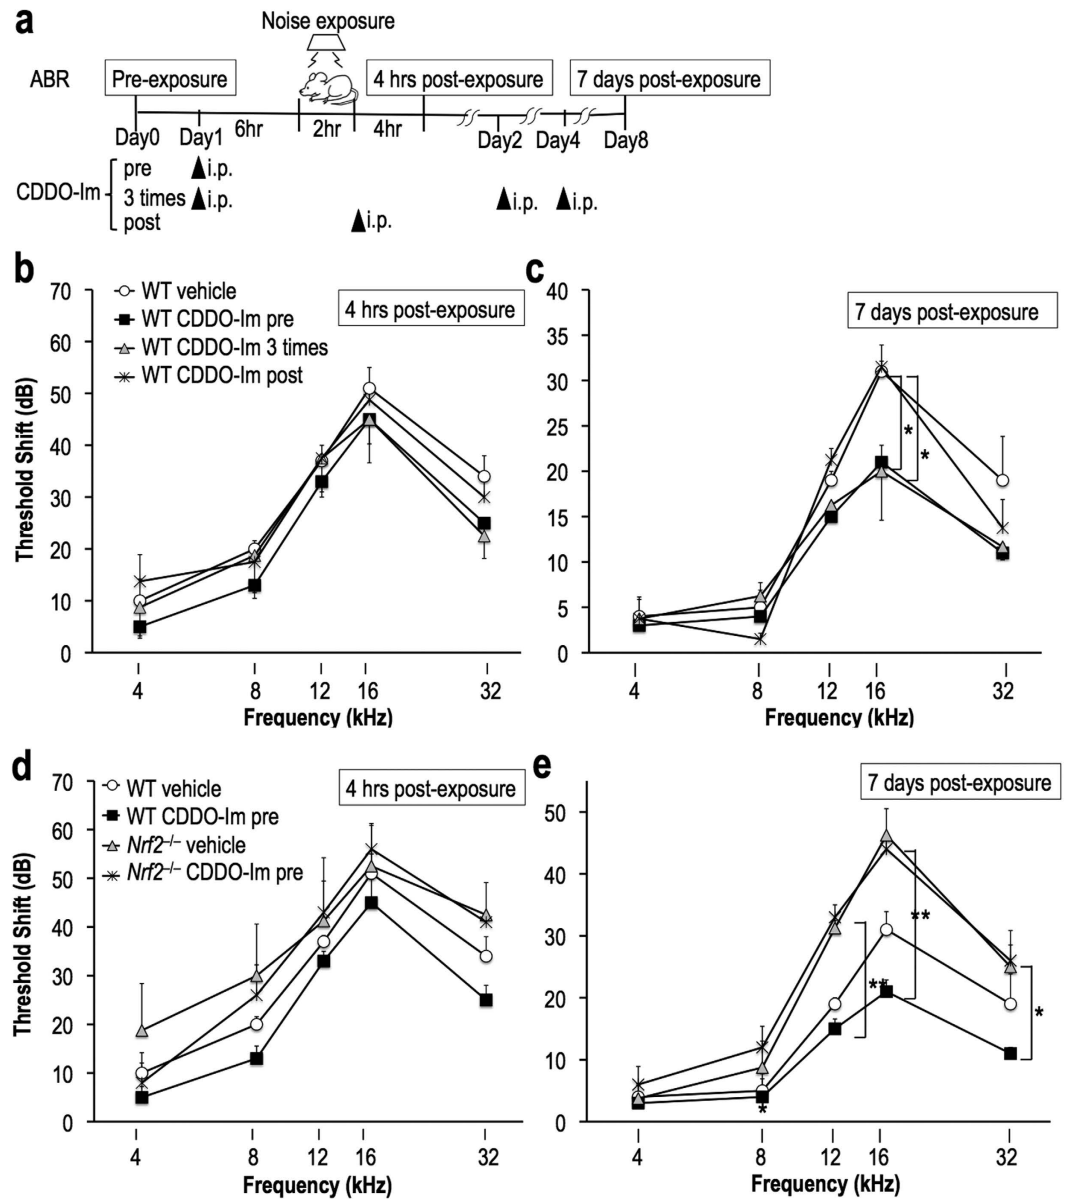 a
Noise exposure
ABR
Pre-exposure
4 hrs post-exposure
7 days post-exposure
6hr
2hr
4hr
Day0
Day1
Day2
Day4
Day8
CDDO-Im
pre
i.p.
3 times
i.p.
i.p.
i.p.
post
i.p.
b
WT vehicle
WT CDDO-Im pre
WT CDDO-Im 3 times
WT CDDO-Im post
4 hrs post-exposure
Threshold Shift (dB)
70
60
50
40
30
20
10
0
4
8
12
16
32
Frequency (kHz)
c
7 days post-exposure
40
35
30
25
20
15
10
5
0
*
*
4
8
12
16
32
Frequency (kHz)
d
WT vehicle
WT CDDO-Im pre
Nrf2–/– vehicle
Nrf2–/– CDDO-Im pre
4 hrs post-exposure
Threshold Shift (dB)
70
60
50
40
30
20
10
0
4
8
12
16
32
Frequency (kHz)
e
7 days post-exposure
50
40
30
20
10
0
**
**
*
*
4
8
12
16
32
Frequency (kHz)